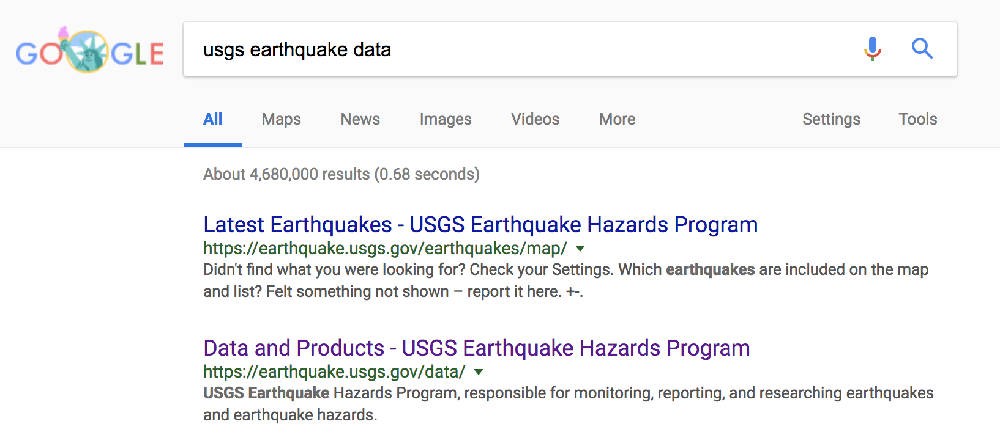 GOOGLE
usgs earthquake data
All Maps News Images Videos More Settings Tools
About 4,680,000 results (0.68 seconds)
Latest Earthquakes - USGS Earthquake Hazards Program
https://earthquake.usgs.gov/earthquakes/map/
Didn't find what you were looking for? Check your Settings. Which earthquakes are included on the map
and list? Felt something not shown – report it here. +-.
Data and Products - USGS Earthquake Hazards Program
https://earthquake.usgs.gov/data/
USGS Earthquake Hazards Program, responsible for monitoring, reporting, and researching earthquakes
and earthquake hazards.